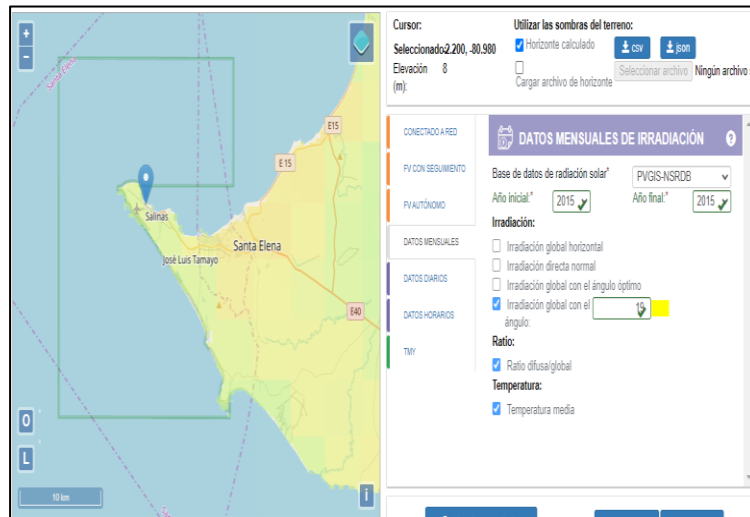 +
−
Santa Elena
E15
E 15
Salinas
José Luis Tamayo
Santa Elena
E40
O
L
10 km
i
Cursor:
Utilizar las sombras del terreno:
Seleccionado:-2.200, -80.980
Horizonte calculado
csv
json
Elevación 8
(m):
Cargar archivo de horizonte
Seleccionar archivo
Ningún archivo s
CONECTADO A RED
FV CON SEGUIMIENTO
FV AUTÓNOMO
DATOS MENSUALES
DATOS DIARIOS
DATOS HORARIOS
TMY
DATOS MENSUALES DE IRRADIACIÓN
?
Base de datos de radiación solar*
PVGIS-NSRDB
Año inicial:*
2015
Año final:*
2015
Irradiación:
Irradiación global horizontal
Irradiación directa normal
Irradiación global con el ángulo óptimo
Irradiación global con el
ángulo:
Ratio:
Ratio difusa/global
Temperatura:
Temperatura media